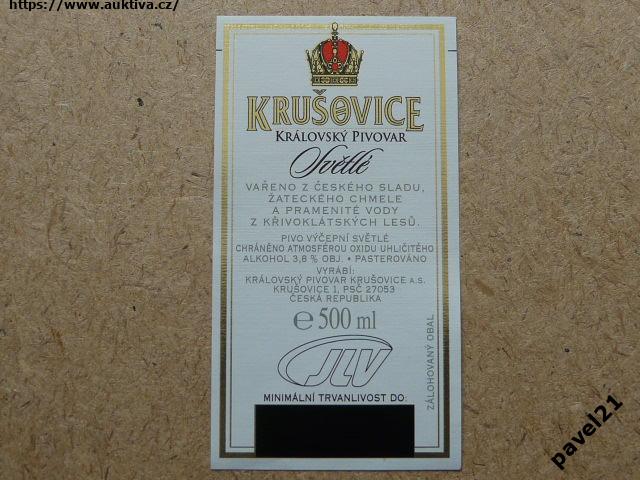 https://www.auktiva.cz/
KRUŠOVICE
KRÁLOVSKÝ PIVOVAR
Světlé
VAŘENO Z ČESKÉHO SLADU,
ŽATECKÉHO CHMELE
A PRAMENITÉ VODY
Z KŘIVOKLÁTSKÝCH LESŮ.
PIVO VÝČEPNÍ SVĚTLÉ
CHRÁNĚNO ATMOSFÉROU OXIDU UHLIČITÉHO
ALKOHOL 3,8 % OBJ. • PASTEROVÁNO
VYRÁBÍ:
KRÁLOVSKÝ PIVOVAR KRUŠOVICE A.S.
KRUŠOVICE 1, PSČ 27053
ČESKÁ REPUBLIKA
℮ 500 ml
JLV
MINIMÁLNÍ TRVANLIVOST DO:
ZÁLOHOVANÝ OBAL
pavel21